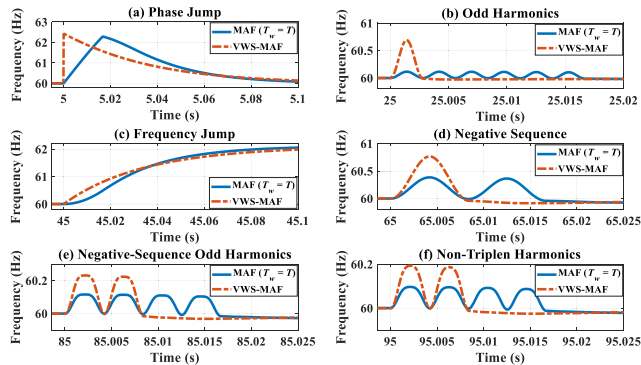 (a) Phase Jump
Frequency (Hz)
63
62
61
60
MAF (T_w = T)
VWS-MAF
5 5.02 5.04 5.06 5.08 5.1
Time (s)
(b) Odd Harmonics
Frequency (Hz)
61
60.5
60
MAF (T_w = T)
VWS-MAF
25 25.005 25.01 25.015 25.02
Time (s)
(c) Frequency Jump
Frequency (Hz)
62
61
60
MAF (T_w = T)
VWS-MAF
45 45.02 45.04 45.06 45.08 45.1
Time (s)
(d) Negative Sequence
Frequency (Hz)
61
60.5
60
MAF (T_w = T)
VWS-MAF
65 65.005 65.01 65.015 65.02 65.025
Time (s)
(e) Negative-Sequence Odd Harmonics
Frequency (Hz)
60.2
60
MAF (T_w = T)
VWS-MAF
85 85.005 85.01 85.015 85.02 85.025
Time (s)
(f) Non-Triplen Harmonics
Frequency (Hz)
60.2
60
MAF (T_w = T)
VWS-MAF
95 95.005 95.01 95.015 95.02 95.025
Time (s)